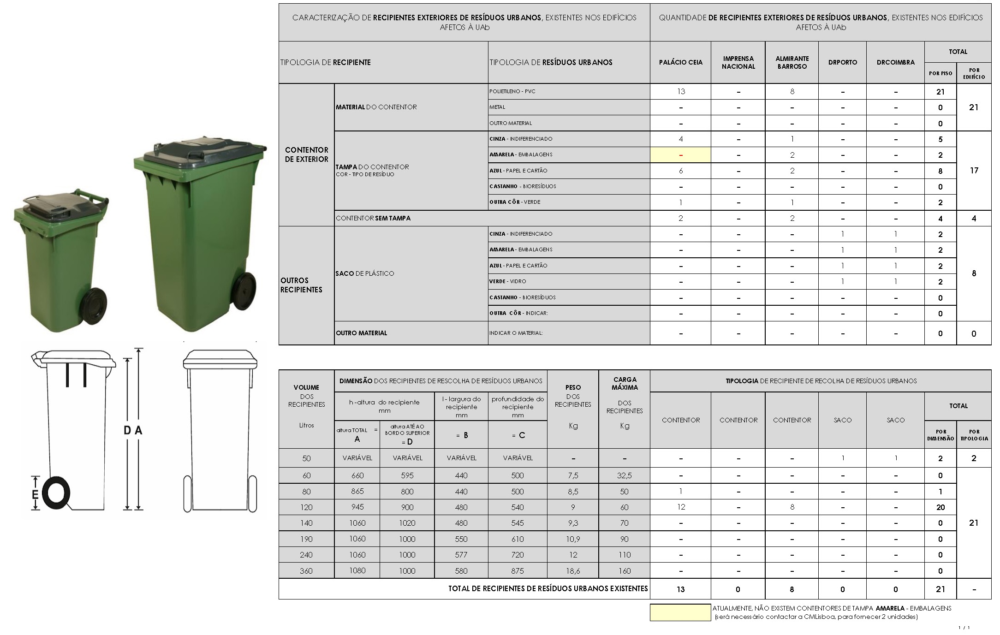 CARACTERIZAÇÃO DE RECIPIENTES EXTERIORES DE RESÍDUOS URBANOS, EXISTENTES NOS EDIFÍCIOS
AFETOS À UAb
QUANTIDADE DE RECIPIENTES EXTERIORES DE RESÍDUOS URBANOS, EXISTENTES NOS EDIFÍCIOS
AFETOS À UAb
TIPOLOGIA DE RECIPIENTE
TIPOLOGIA DE RESÍDUOS URBANOS
PALÁCIO CEIA
IMPRENSA
NACIONAL
ALMIRANTE
BARROSO
DRPORTO
DRCOIMBRA
TOTAL
POR PISO
POR
EDIFÍCIO
CONTENTOR
DE EXTERIOR
MATERIAL DO CONTENTOR
POLIETILENO - PVC 13 - 8 - - 21
METAL - - - - - 0
21
OUTRO MATERIAL - - - - - 0
TAMPA DO CONTENTOR
COR - TIPO DE RESÍDUO
CINZA - INDIFERENCIADO 4 - 1 - - 5
AMARELA - EMBALAGENS - - 2 - - 2
AZUL - PAPEL E CARTÃO 6 - 2 - - 8
17
CASTANHO - BIORESÍDUOS - - - - - 0
OUTRA CÔR - VERDE 1 - 1 - - 2
CONTENTOR SEM TAMPA 2 - 2 - - 4 4
OUTROS
RECIPIENTES
SACO DE PLÁSTICO
CINZA - INDIFERENCIADO - - - 1 1 2
AMARELA - EMBALAGENS - - - 1 1 2
AZUL - PAPEL E CARTÃO - - - 1 1 2
8
VERDE - VIDRO - - - 1 1 2
CASTANHO - BIORESÍDUOS - - - - - 0
OUTRA CÔR - INDICAR: - - - - - 0
OUTRO MATERIAL INDICAR O MATERIAL: - - - - - 0 0
VOLUME
DOS
RECIPIENTES
Litros
DIMENSÃO DOS RECIPIENTES DE RESCOLHA DE RESÍDUOS URBANOS
h -altura do recipiente
mm
l - largura do
recipiente
mm
profundidade do
recipiente
mm
altura TOTAL =
A
altura ATÉ AO
BORDO SUPERIOR
= D
= B
= C
PESO
DOS
RECIPIENTES
Kg
CARGA
MÁXIMA
DOS
RECIPIENTES
Kg
TIPOLOGIA DE RECIPIENTE DE RECOLHA DE RESÍDUOS URBANOS
CONTENTOR
CONTENTOR
CONTENTOR
SACO
SACO
TOTAL
POR
DIMENSÃO
POR
TIPOLOGIA
50 VARIÁVEL VARIÁVEL VARIÁVEL VARIÁVEL - - - - - 1 1 2 2
60 660 595 440 500 7,5 32,5 - - - - - 0
80 865 800 440 500 8,5 50 1 - - - - 1
120 945 900 480 540 9 60 12 - 8 - - 20
140 1060 1020 480 545 9,3 70 - - - - - 0 21
190 1060 1000 550 610 10,9 90 - - - - - 0
240 1060 1000 577 720 12 110 - - - - - 0
360 1080 1000 580 875 18,6 160 - - - - - 0
TOTAL DE RECIPIENTES DE RESÍDUOS URBANOS EXISTENTES 13 0 8 0 0 21 -
ATUALMENTE, NÃO EXISTEM CONTENTORES DE TAMPA AMARELA - EMBALAGENS
(será necessário contactar a CMLisboa, para fornecer 2 unidades)
D A
E
1 / 1